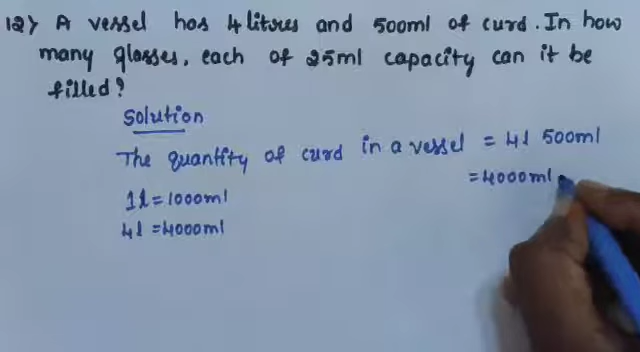 12> A vessel has 4 litres and 500ml of curd. In how
many glasses, each of 25ml capacity can it be
filled?
Solution
The quantity of curd in a vessel = 4l 500ml
= 4000ml
1l = 1000ml
4l = 4000ml